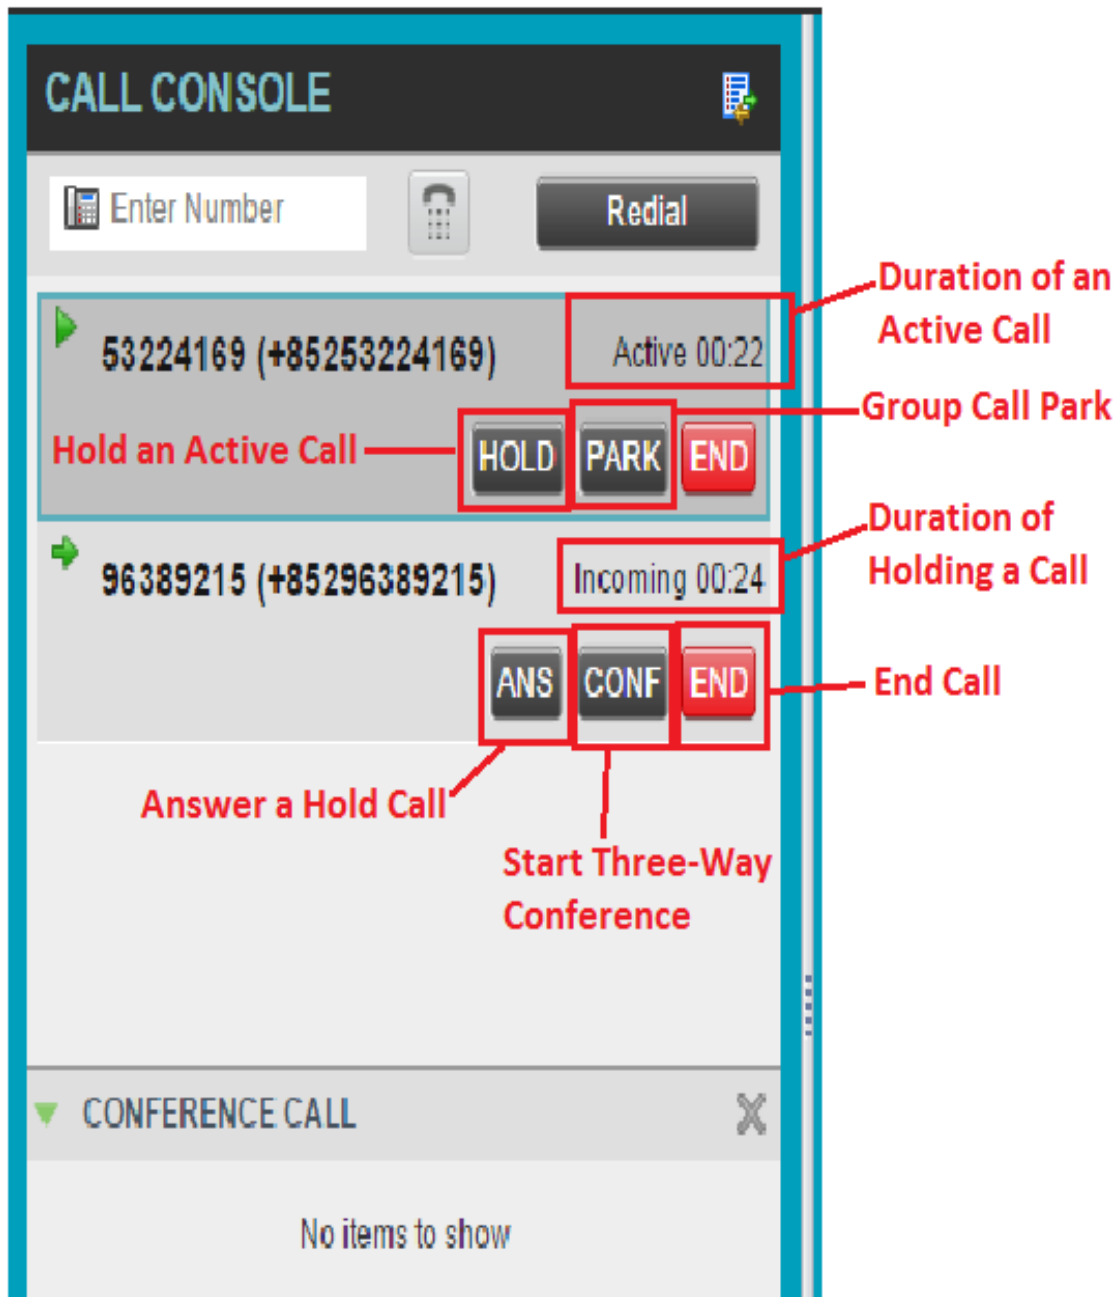 CALL CONSOLE
Enter Number
Redial
Duration of an
Active Call
53224169 (+85253224169)
Active 00:22
Group Call Park
Hold an Active Call
HOLD
PARK
END
Duration of
Holding a Call
96389215 (+85296389215)
Incoming 00:24
ANS
CONF
END
End Call
Answer a Hold Call
Start Three-Way
Conference
CONFERENCE CALL
No items to show